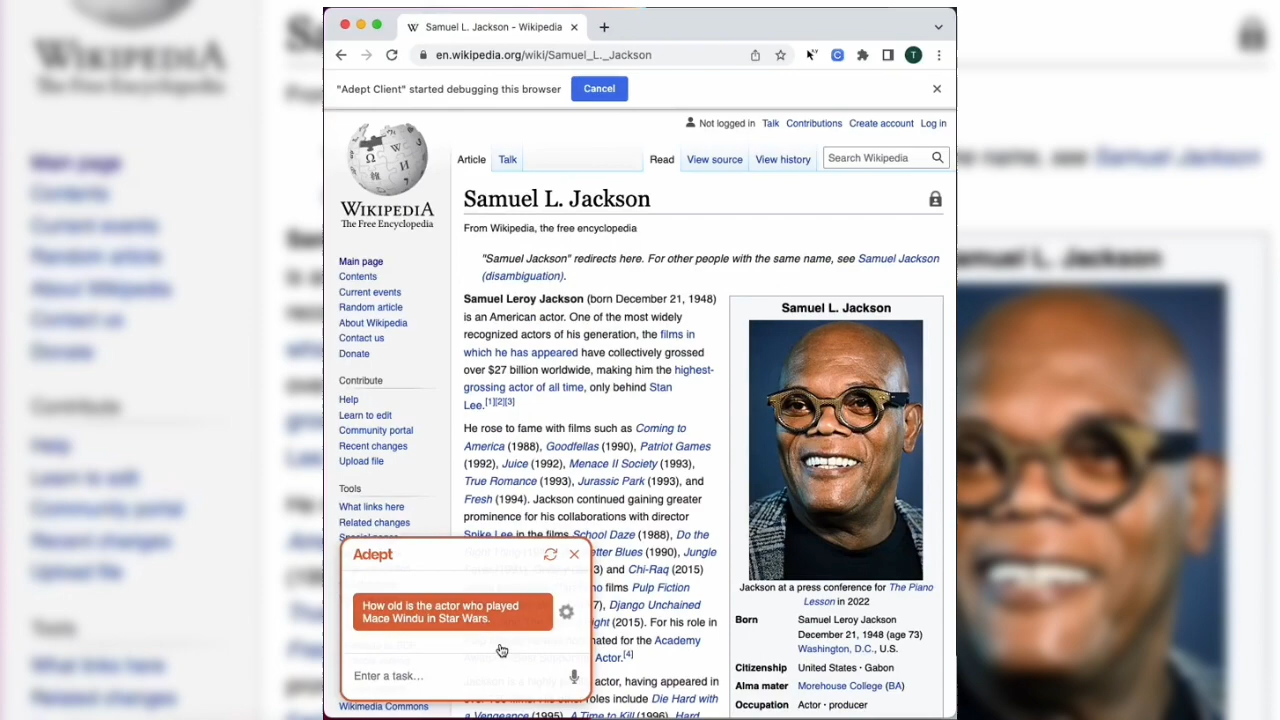 Samuel L. Jackson - Wikipedia
en.wikipedia.org/wiki/Samuel_L._Jackson
T
"Adept Client" started debugging this browser
Cancel
Not logged in Talk Contributions Create account Log in
Article Talk
Read View source View history Search Wikipedia
WIKIPEDIA
The Free Encyclopedia
Main page
Contents
Current events
Random article
About Wikipedia
Contact us
Donate
Contribute
Help
Learn to edit
Community portal
Recent changes
Upload file
Tools
What links here
Related changes
Samuel L. Jackson
From Wikipedia, the free encyclopedia
"Samuel Jackson" redirects here. For other people with the same name, see Samuel Jackson
(disambiguation).
Samuel Leroy Jackson (born December 21, 1948)
is an American actor. One of the most widely
recognized actors of his generation, the films in
which he has appeared have collectively grossed
over $27 billion worldwide, making him the highest-
grossing actor of all time, only behind Stan
Lee.[1][2][3]
He rose to fame with films such as Coming to
America (1988), Goodfellas (1990), Patriot Games
(1992), Juice (1992), Menace II Society (1993),
True Romance (1993), Jurassic Park (1993), and
Fresh (1994). Jackson continued gaining greater
prominence for his collaborations with director
Spike Lee in the films School Daze (1988), Do the
(1990), Jungle
and Chi-Raq (2015)
films Pulp Fiction
Django Unchained
(2015). For his role in
for the Academy
Actor.[4]
actor, having appeared in
roles include Die Hard with
a Vengeance (1995), A Time to Kill (1996), Hard
Samuel L. Jackson
Jackson at a press conference for The Piano
Lesson in 2022
Born Samuel Leroy Jackson
December 21, 1948 (age 73)
Washington, D.C., U.S.
Citizenship United States · Gabon
Alma mater Morehouse College (BA)
Occupation Actor · producer
Adept
How old is the actor who played
Mace Windu in Star Wars.
Enter a task...
Wikimedia Commons